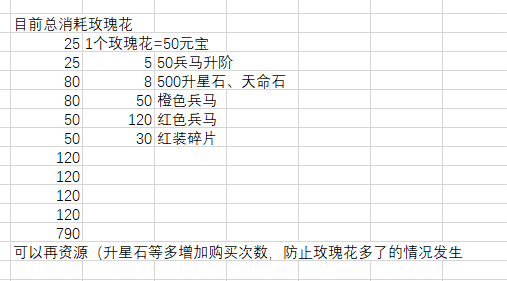 目前总消耗玫瑰花
25 1个玫瑰花=50元宝
25 5 50兵马升阶
80 8 500升星石、天命石
80 50 橙色兵马
50 120 红色兵马
50 30 红装碎片
120
120
120
120
790
可以再资源（升星石等多增加购买次数，防止玫瑰花多了的情况发生